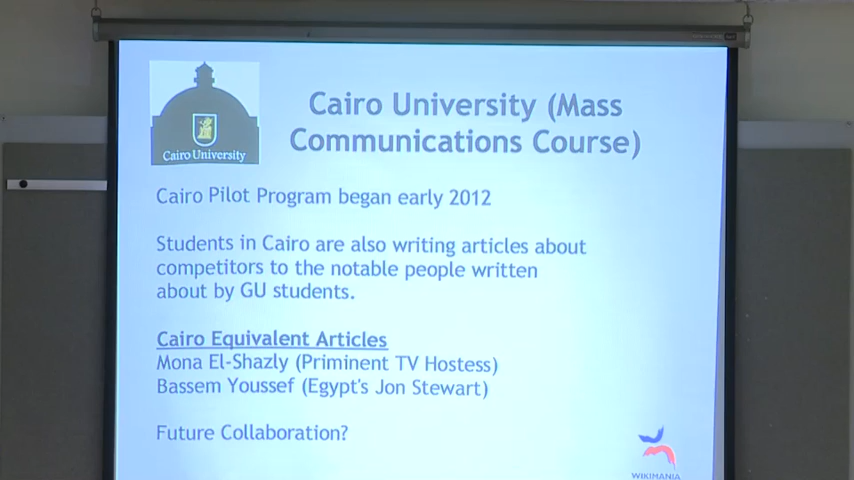 Cairo University
Cairo University (Mass
Communications Course)
Cairo Pilot Program began early 2012
Students in Cairo are also writing articles about
competitors to the notable people written
about by GU students.
Cairo Equivalent Articles
Mona El-Shazly (Priminent TV Hostess)
Bassem Youssef (Egypt's Jon Stewart)
Future Collaboration?
WIKIMANIA